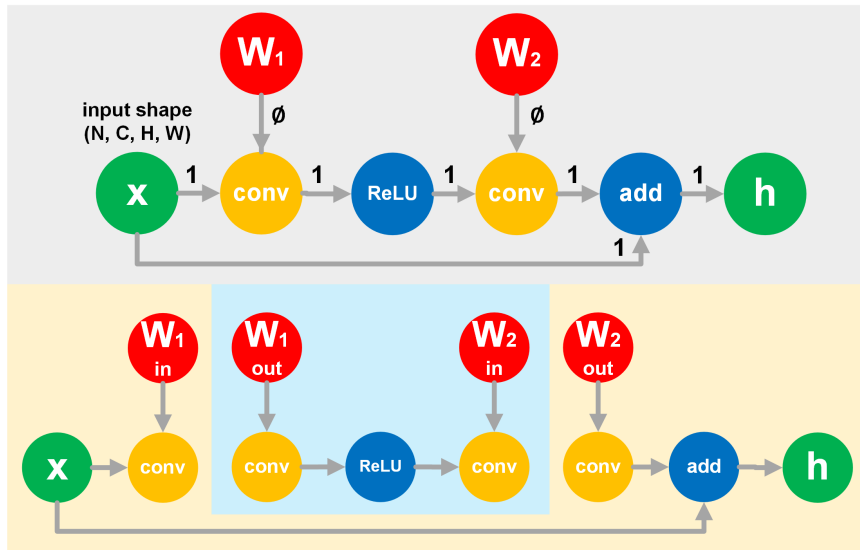 W1
W2
input shape
(N, C, H, W)
Ø
Ø
x
1
conv
1
ReLU
1
conv
1
add
1
h
1
W1
in
W1
out
W2
in
W2
out
x
conv
conv
ReLU
conv
conv
add
h